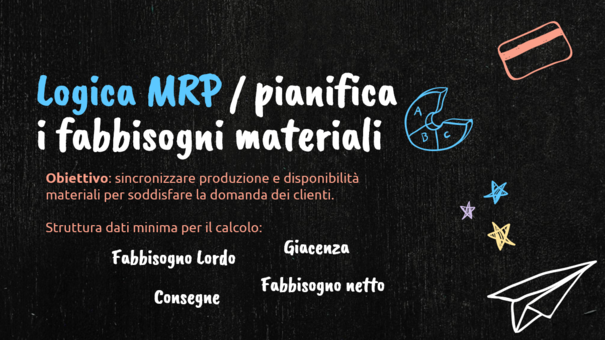 Logica MRP / pianifica
i fabbisogni materiali
Obiettivo: sincronizzare produzione e disponibilità
materiali per soddisfare la domanda dei clienti.
Struttura dati minima per il calcolo:
Fabbisogno Lordo
Giacenza
Consegne
Fabbisogno netto
A
B
C